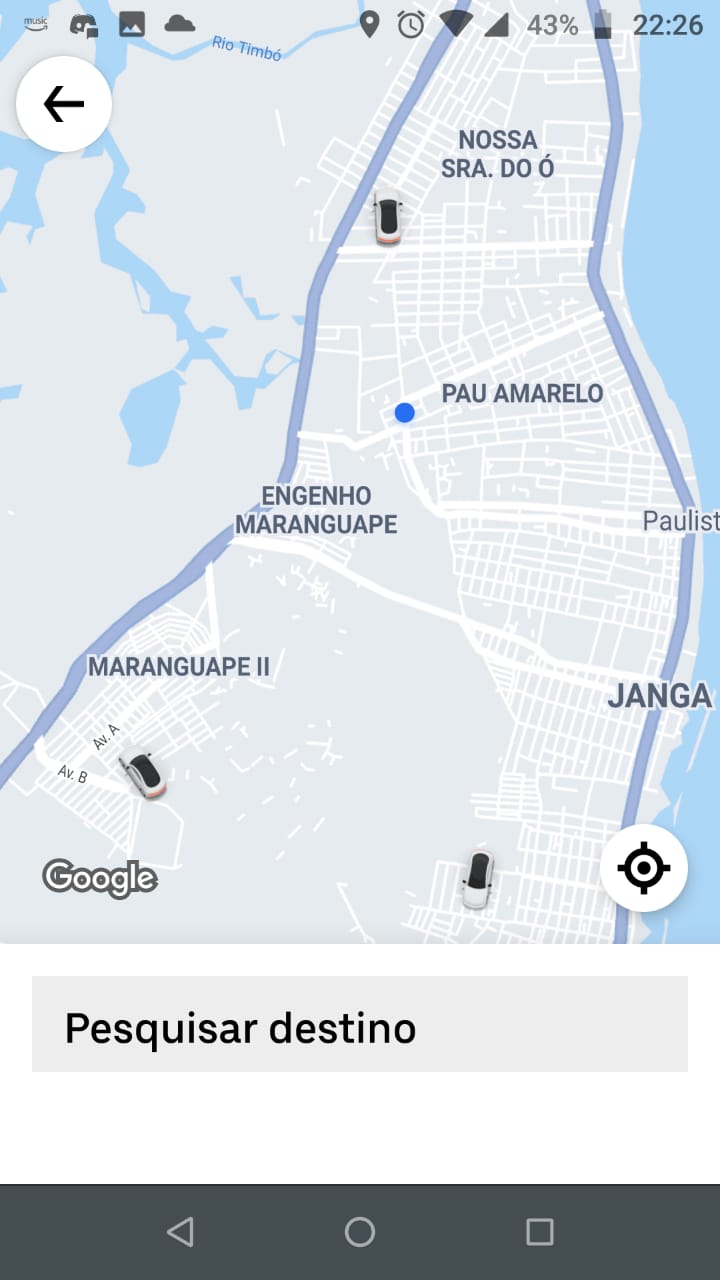 music
43%
22:26
Rio Timbó
NOSSA
SRA. DO Ó
PAU AMARELO
ENGENHO
MARANGUAPE
Paulist
MARANGUAPE II
JANGA
Av. A
Av. B
Google
Pesquisar destino